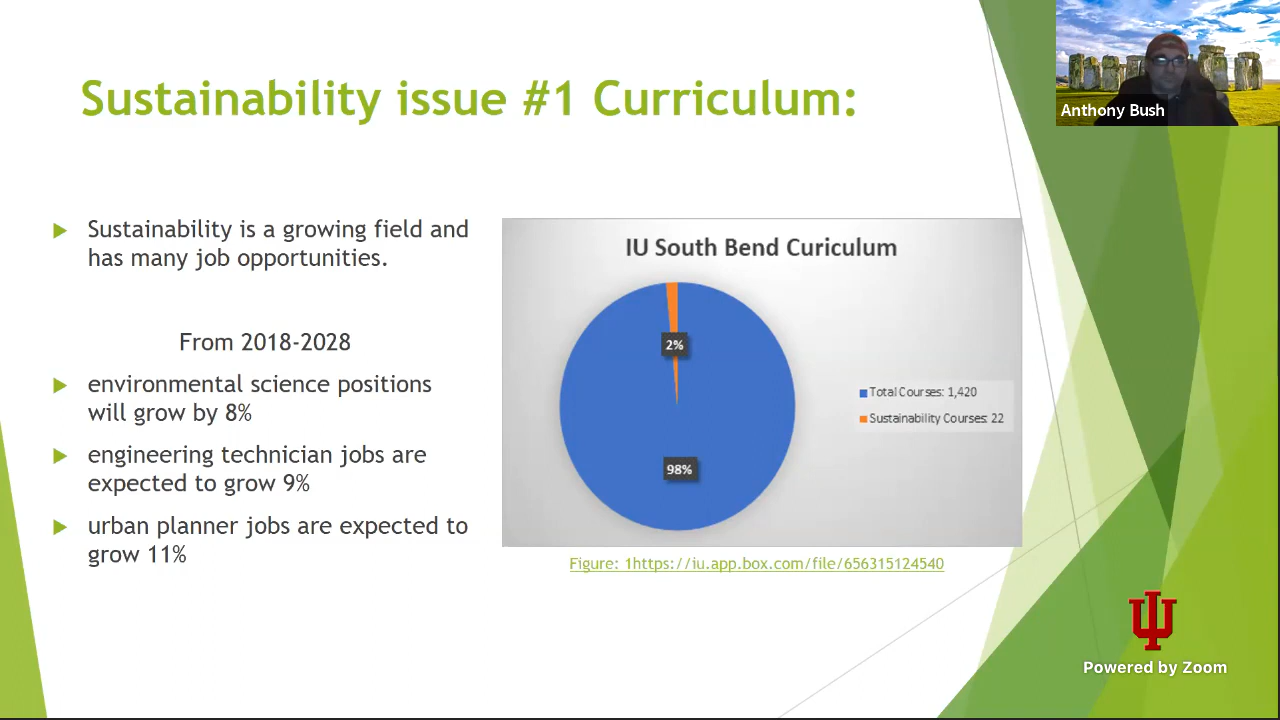 Sustainability issue #1 Curriculum:
Anthony Bush
Sustainability is a growing field and
has many job opportunities.
From 2018-2028
environmental science positions
will grow by 8%
engineering technician jobs are
expected to grow 9%
urban planner jobs are expected to
grow 11%
IU South Bend Curiculum
2%
98%
Total Courses: 1,420
Sustainability Courses: 22
Figure: 1https://iu.app.box.com/file/656315124540
Powered by Zoom